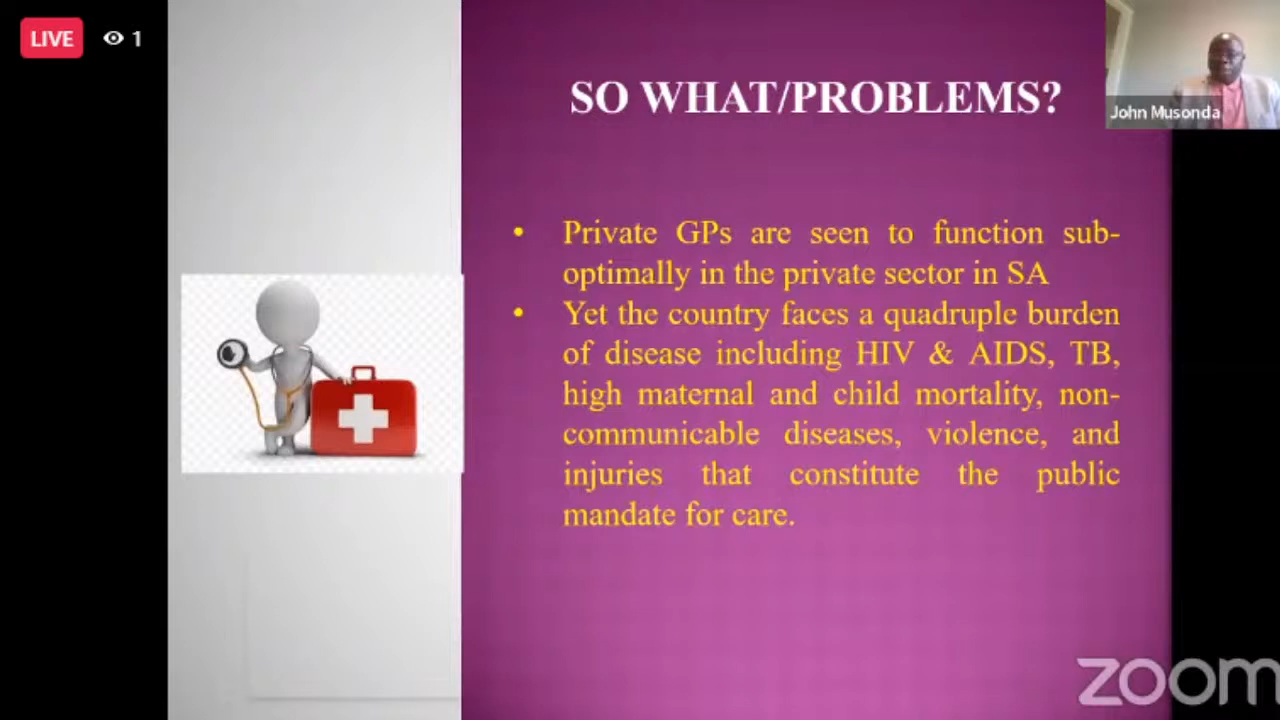 LIVE
1
SO WHAT/PROBLEMS?
John Musonda
• Private GPs are seen to function sub-
optimally in the private sector in SA
• Yet the country faces a quadruple burden
of disease including HIV & AIDS, TB,
high maternal and child mortality, non-
communicable diseases, violence, and
injuries that constitute the public
mandate for care.
zoom